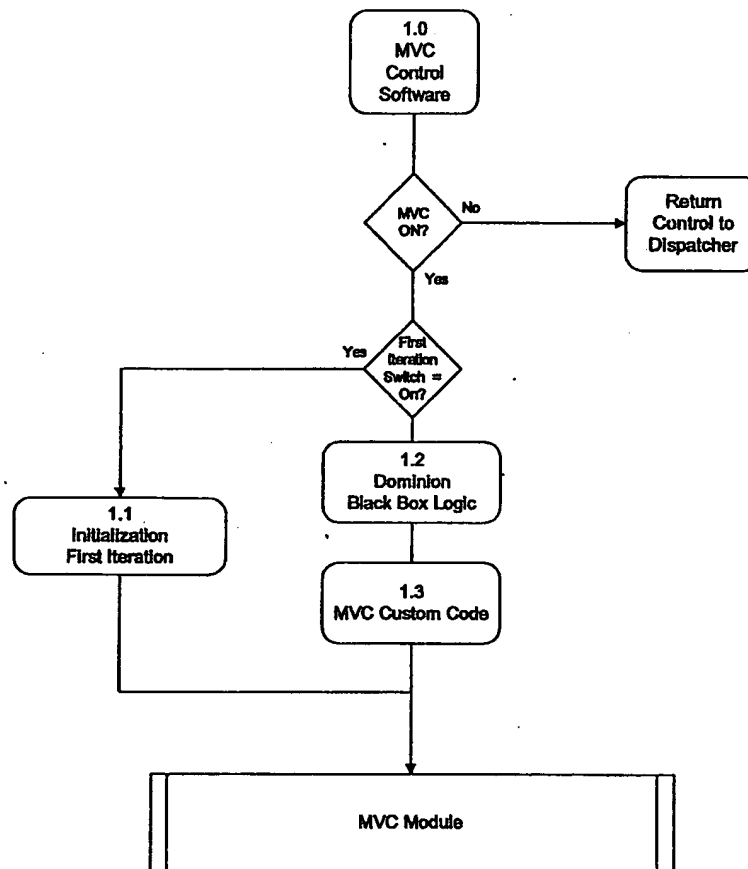 1.0
MVC
Control
Software
MVC
ON?
No
Return
Control to
Dispatcher
Yes
First
Iteration
Switch =
On?
Yes
1.2
Dominion
Black Box Logic
1.1
Initialization
First Iteration
1.3
MVC Custom Code
MVC Module